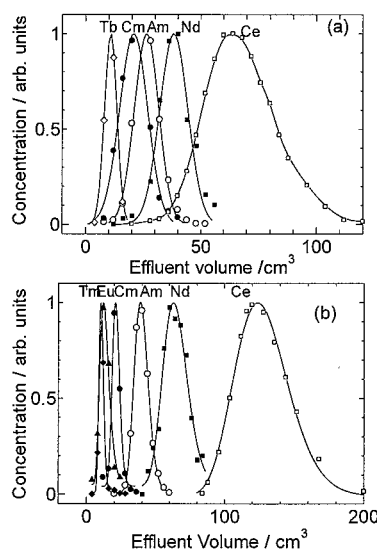 Tb Cm Am Nd Ce (a)
Concentration / arb. units
1
0.5
0
0 50 100
Effluent volume /cm³
Tm Eu Cm Am Nd Ce (b)
Concentration / arb. units
1
0.5
0
0 100 200
Effluent volume /cm³